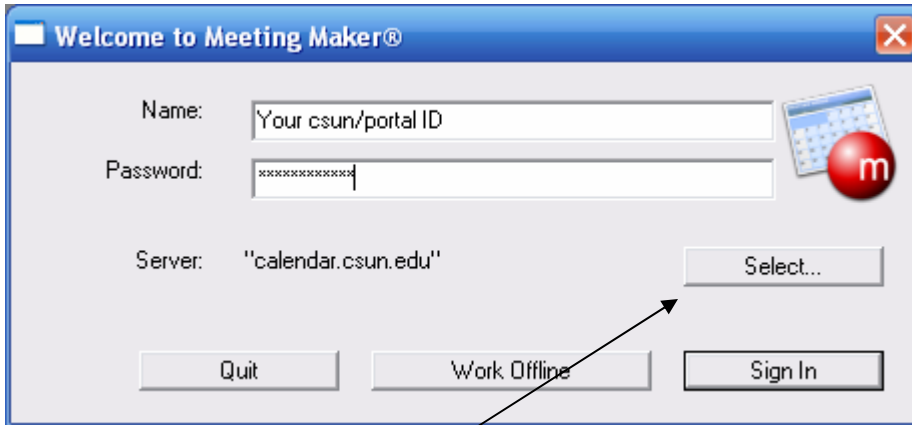 Welcome to Meeting Maker®
Name: Your csun/portal ID
m
Password: xxxxxxxxxxxx
Server: "calendar.csun.edu" Select...
Quit Work Offline Sign In